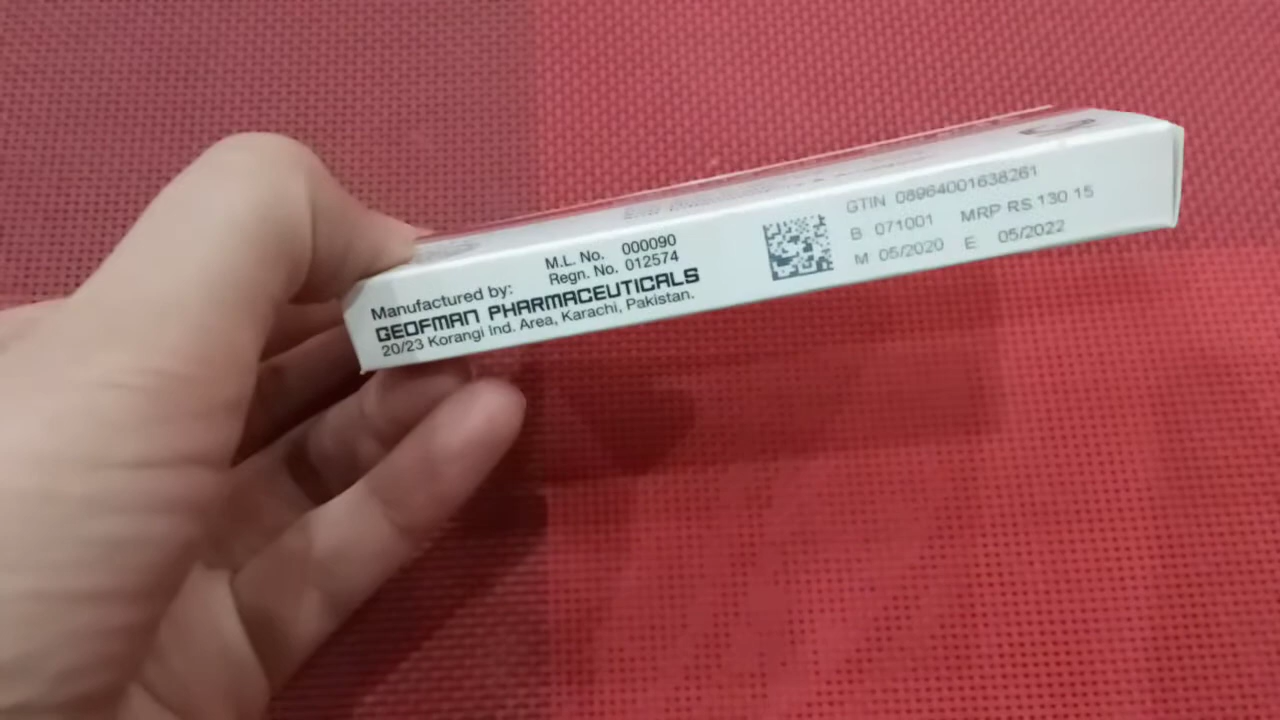 M.L. No. 000090
Regn. No. 012574
Manufactured by:
GEOFMAN PHARMACEUTICALS
20/23 Korangi Ind. Area, Karachi, Pakistan.
GTIN 08964001638261
B 071001 MRP RS.130 15
M 05/2020 E 05/2022